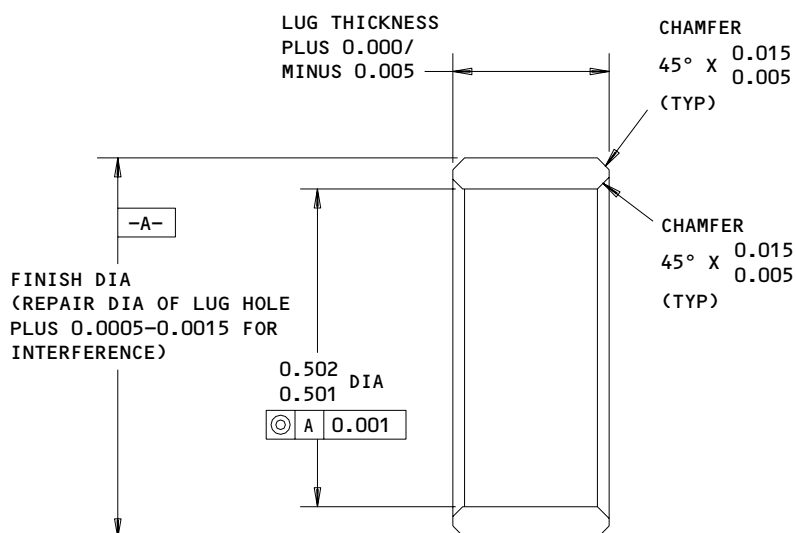 LUG THICKNESS
PLUS 0.000/
MINUS 0.005
CHAMFER
45° X 0.015
0.005
(TYP)
-A-
CHAMFER
45° X 0.015
0.005
(TYP)
FINISH DIA
(REPAIR DIA OF LUG HOLE
PLUS 0.0005-0.0015 FOR
INTERFERENCE)
0.502
0.501 DIA
◎ A 0.001